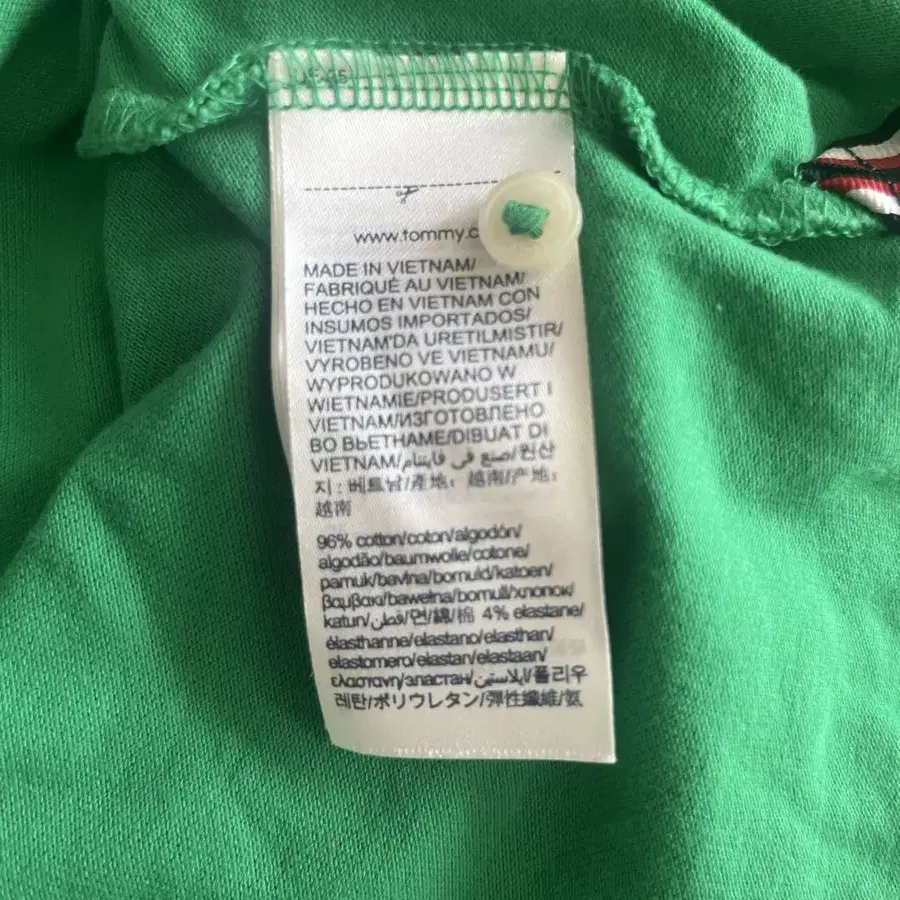 www.tommy.c
MADE IN VIETNAM/
FABRIQUÉ AU VIETNAM/
HECHO EN VIETNAM CON
INSUMOS IMPORTADOS/
VIETNAM'DA URETILMISTIR/
VYROBENO VE VIETNAMU/
WYPRODUKOWANO W
WIETNAMIE/PRODUSERT I
VIETNAM/ИЗГОТОВЛЕНО
ВО ВЬЕТНАМЕ/DIBUAT DI
VIETNAM/صنع في فايتنام/원산
지: 베트남/產地: 越南/产地:
越南
96% cotton/coton/algodón/
algodão/baumwolle/cotone/
pamuk/bavlna/bomuld/katoen/
βαμβακι/bawełna/bomull/хлопок/
katun/قطن/면/綿/棉 4% elastane/
élasthanne/elastano/elasthan/
elastomero/elastan/elastaan/
ελαστανη/эластан/ايلاستين/폴리우
레탄/ポリウレタン/彈性纖維/氨